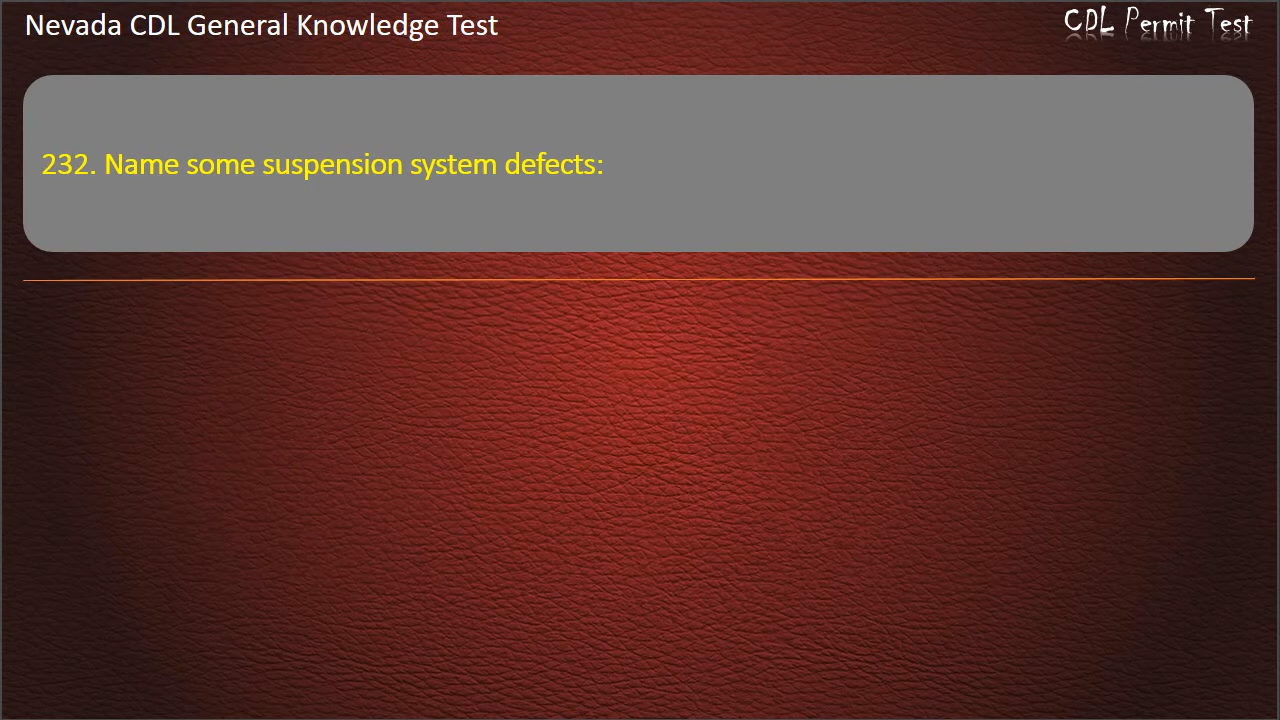 Nevada CDL General Knowledge Test
CDL Permit Test
232. Name some suspension system defects: